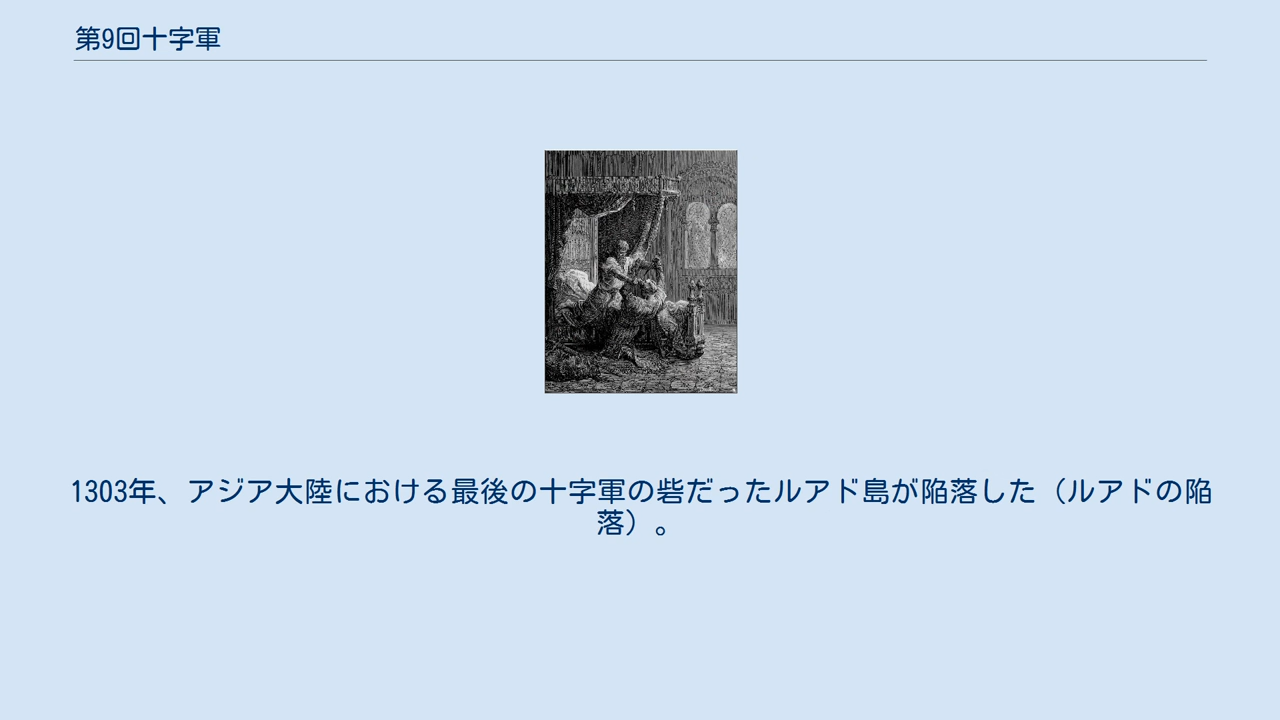 第9回十字軍
1303年、アジア大陸における最後の十字軍の砦だったルアド島が陥落した（ルアドの陥
落）。